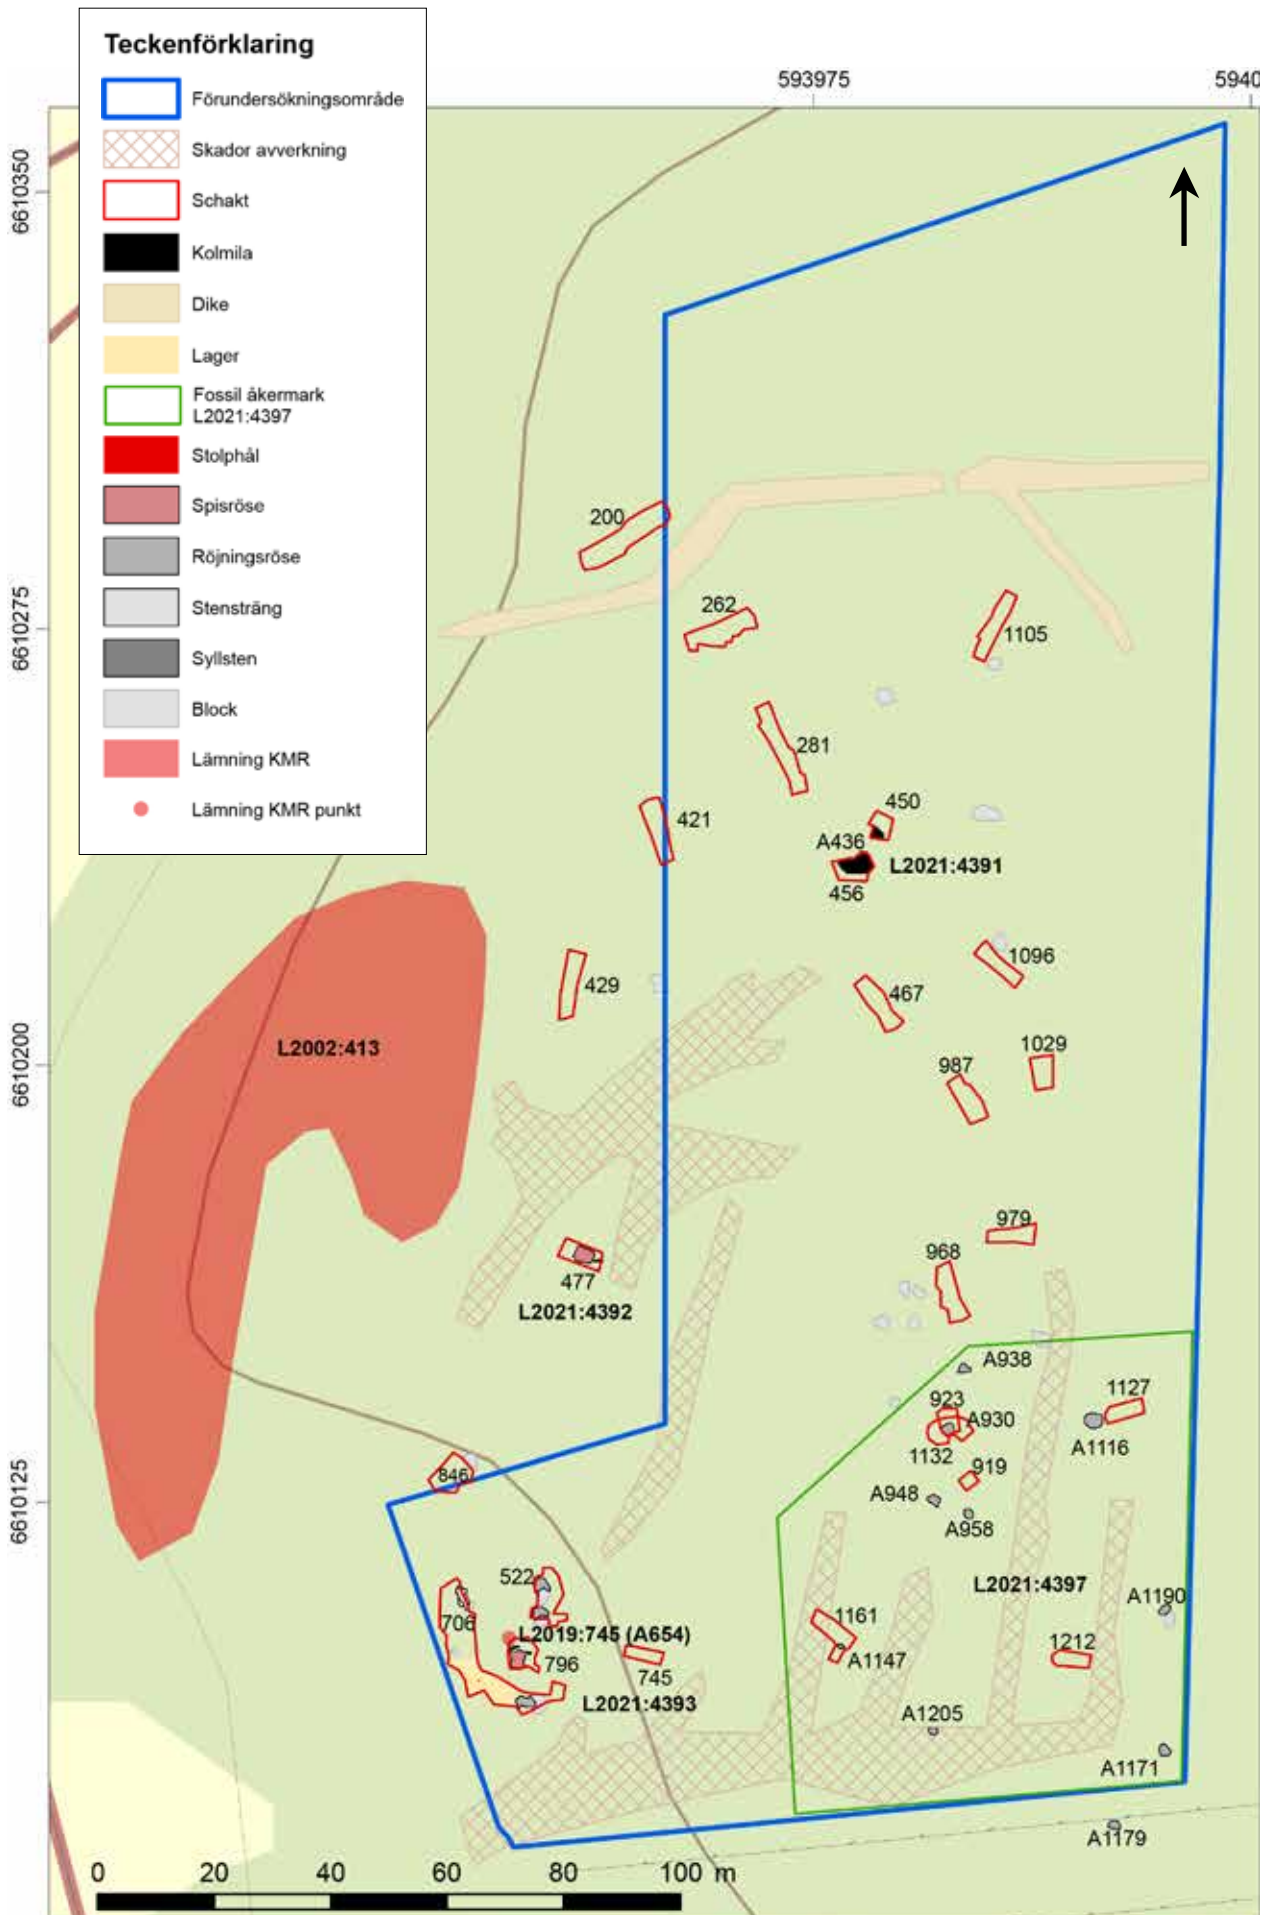 Teckenförklaring
Förundersökningsområde
Skador avverkning
Schakt
Kolmila
Dike
Lager
Fossil åkermark
L2021:4397
Stolphål
Spisröse
Röjningsröse
Stensträng
Syllsten
Block
Lämning KMR
Lämning KMR punkt
593975
5940
6610350
6610275
6610200
6610125
200
262
1105
281
421
450
A436
L2021:4391
456
429
1096
467
L2002:413
1029
987
979
968
477
L2021:4392
A938
1127
923
A930
A1116
1132
919
846
A948
A958
522
L2021:4397
706
A1190
1161
L2019:745 (A654)
1212
796
745
A1147
L2021:4393
A1205
A1171
A1179
0 20 40 60 80 100 m